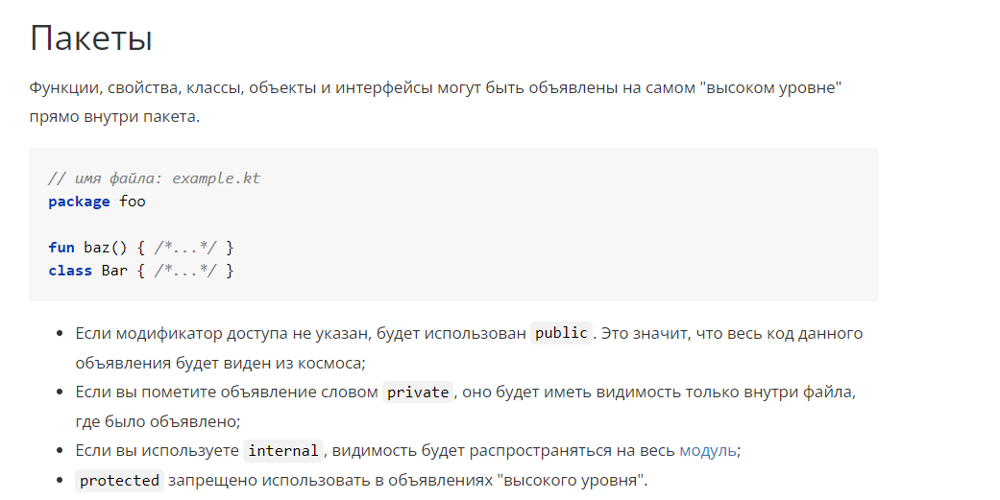 Пакеты
Функции, свойства, классы, объекты и интерфейсы могут быть объявлены на самом "высоком уровне"
прямо внутри пакета.
// имя файла: example.kt
package foo
fun baz() { /*...*/ }
class Bar { /*...*/ }
• Если модификатор доступа не указан, будет использован public. Это значит, что весь код данного
объявления будет виден из космоса;
• Если вы пометите объявление словом private, оно будет иметь видимость только внутри файла,
где было объявлено;
• Если вы используете internal, видимость будет распространяться на весь модуль;
• protected запрещено использовать в объявлениях "высокого уровня".